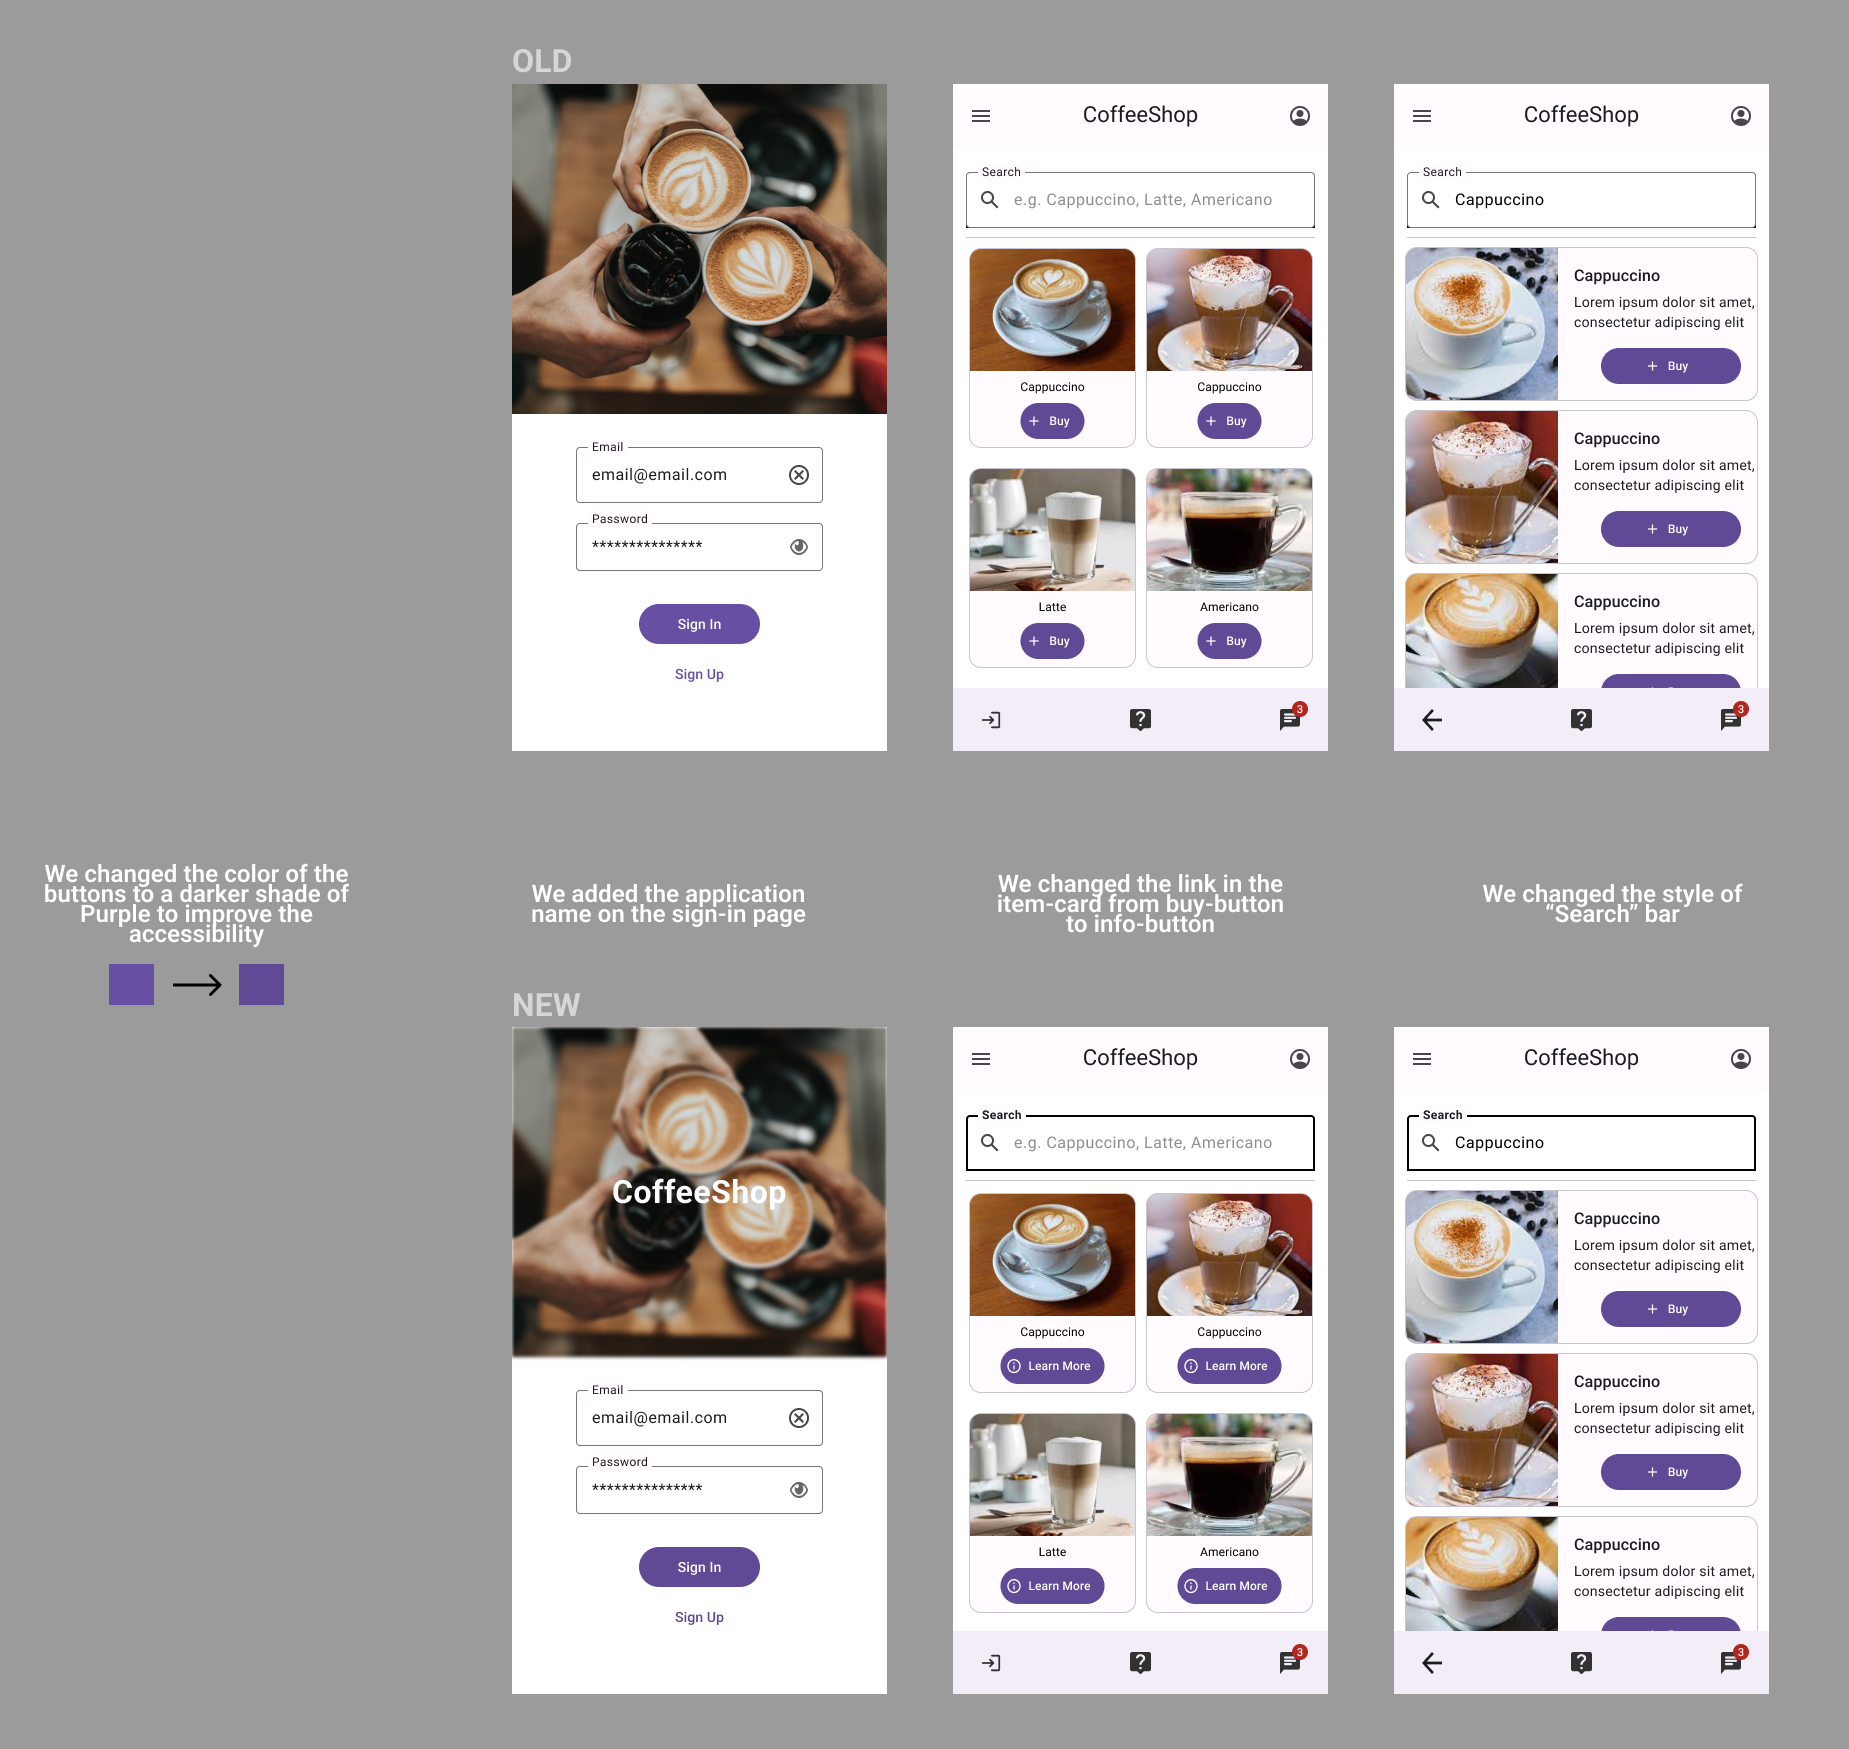 OLD
email@email.com
Email
***************
Password
Sign In
Sign Up
CoffeeShop
Search
e.g. Cappuccino, Latte, Americano
Cappuccino
+ Buy
Cappuccino
+ Buy
Latte
+ Buy
Americano
+ Buy
3
CoffeeShop
Search
Cappuccino
Cappuccino
Lorem ipsum dolor sit amet,
consectetur adipiscing elit
+ Buy
Cappuccino
Lorem ipsum dolor sit amet,
consectetur adipiscing elit
+ Buy
Cappuccino
Lorem ipsum dolor sit amet,
consectetur adipiscing elit
3
We changed the color of the
buttons to a darker shade of
Purple to improve the
accessibility
We added the application
name on the sign-in page
We changed the link in the
item-card from buy-button
to info-button
We changed the style of
“Search” bar
NEW
CoffeeShop
Email
email@email.com
Password
***************
Sign In
Sign Up
CoffeeShop
Search
e.g. Cappuccino, Latte, Americano
Cappuccino
Learn More
Cappuccino
Learn More
Latte
Learn More
Americano
Learn More
3
CoffeeShop
Search
Cappuccino
Cappuccino
Lorem ipsum dolor sit amet,
consectetur adipiscing elit
+ Buy
Cappuccino
Lorem ipsum dolor sit amet,
consectetur adipiscing elit
+ Buy
Cappuccino
Lorem ipsum dolor sit amet,
consectetur adipiscing elit
3